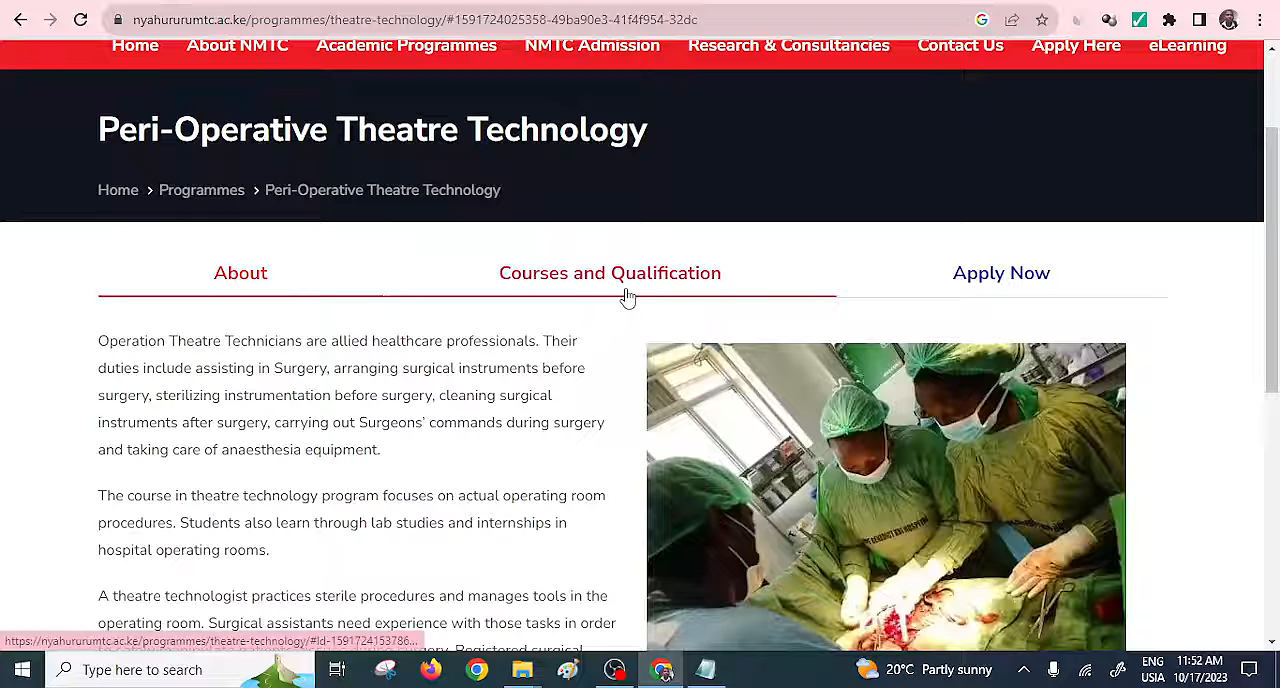 nyahururumtc.ac.ke/programmes/theatre-technology/#1591724025358-49ba90e3-41f4f954-32dc
Home About NMTC Academic Programmes NMTC Admission Research & Consultancies Contact Us Apply Here eLearning
Peri-Operative Theatre Technology
Home > Programmes > Peri-Operative Theatre Technology
About Courses and Qualification Apply Now
Operation Theatre Technicians are allied healthcare professionals. Their
duties include assisting in Surgery, arranging surgical instruments before
surgery, sterilizing instrumentation before surgery, cleaning surgical
instruments after surgery, carrying out Surgeons' commands during surgery
and taking care of anaesthesia equipment.
The course in theatre technology program focuses on actual operating room
procedures. Students also learn through lab studies and internships in
hospital operating rooms.
A theatre technologist practices sterile procedures and manages tools in the
operating room. Surgical assistants need experience with those tasks in order
surgery. Registered surgical
https://nyahururumtc.ac.ke/programmes/theatre-technology/#Id-1591724153786...
Type here to search
20°C Partly sunny
ENG
USIA
11:52 AM
10/17/2023